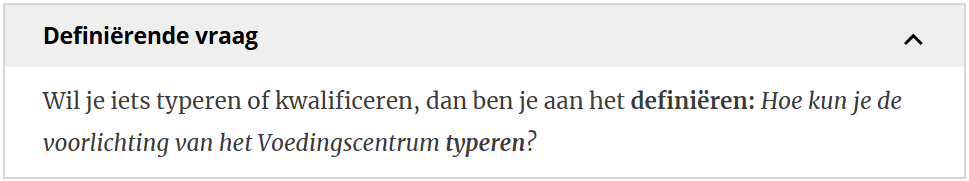 Definiërende vraag
Wil je iets typeren of kwalificeren, dan ben je aan het definiëren: Hoe kun je de
voorlichting van het Voedingscentrum typeren?